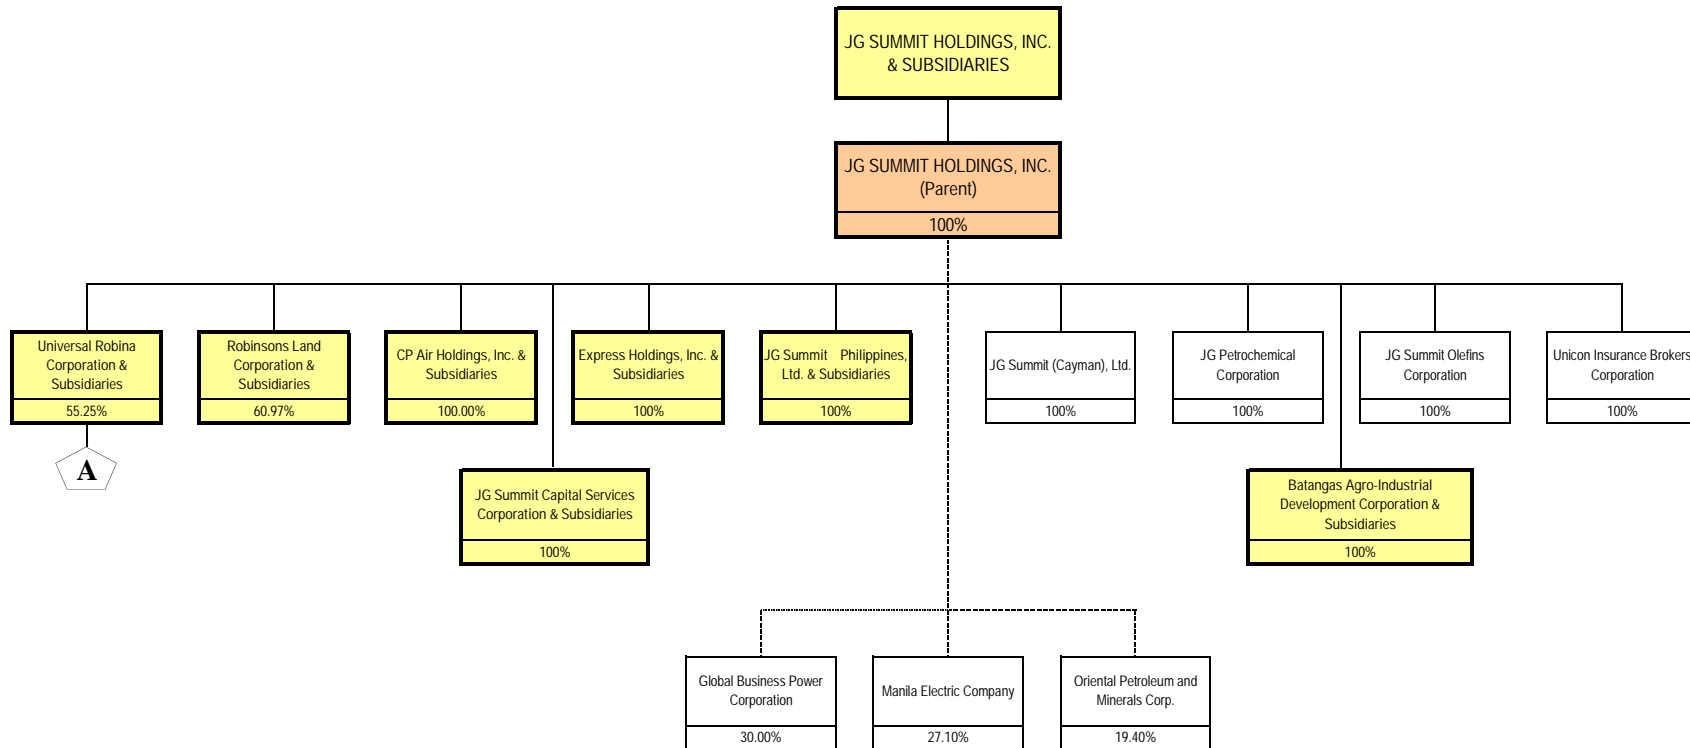 JG SUMMIT HOLDINGS, INC.
& SUBSIDIARIES
JG SUMMIT HOLDINGS, INC.
(Parent)
100%
Universal Robina
Corporation &
Subsidiaries
55.25%
Robinsons Land
Corporation &
Subsidiaries
60.97%
CP Air Holdings, Inc. &
Subsidiaries
100.00%
Express Holdings, Inc. &
Subsidiaries
100%
JG Summit Philippines,
Ltd. & Subsidiaries
100%
JG Summit (Cayman), Ltd.
100%
JG Petrochemical
Corporation
100%
JG Summit Olefins
Corporation
100%
Unicon Insurance Brokers
Corporation
100%
A
JG Summit Capital Services
Corporation & Subsidiaries
100%
Batangas Agro-Industrial
Development Corporation &
Subsidiaries
100%
Global Business Power
Corporation
30.00%
Manila Electric Company
27.10%
Oriental Petroleum and
Minerals Corp.
19.40%